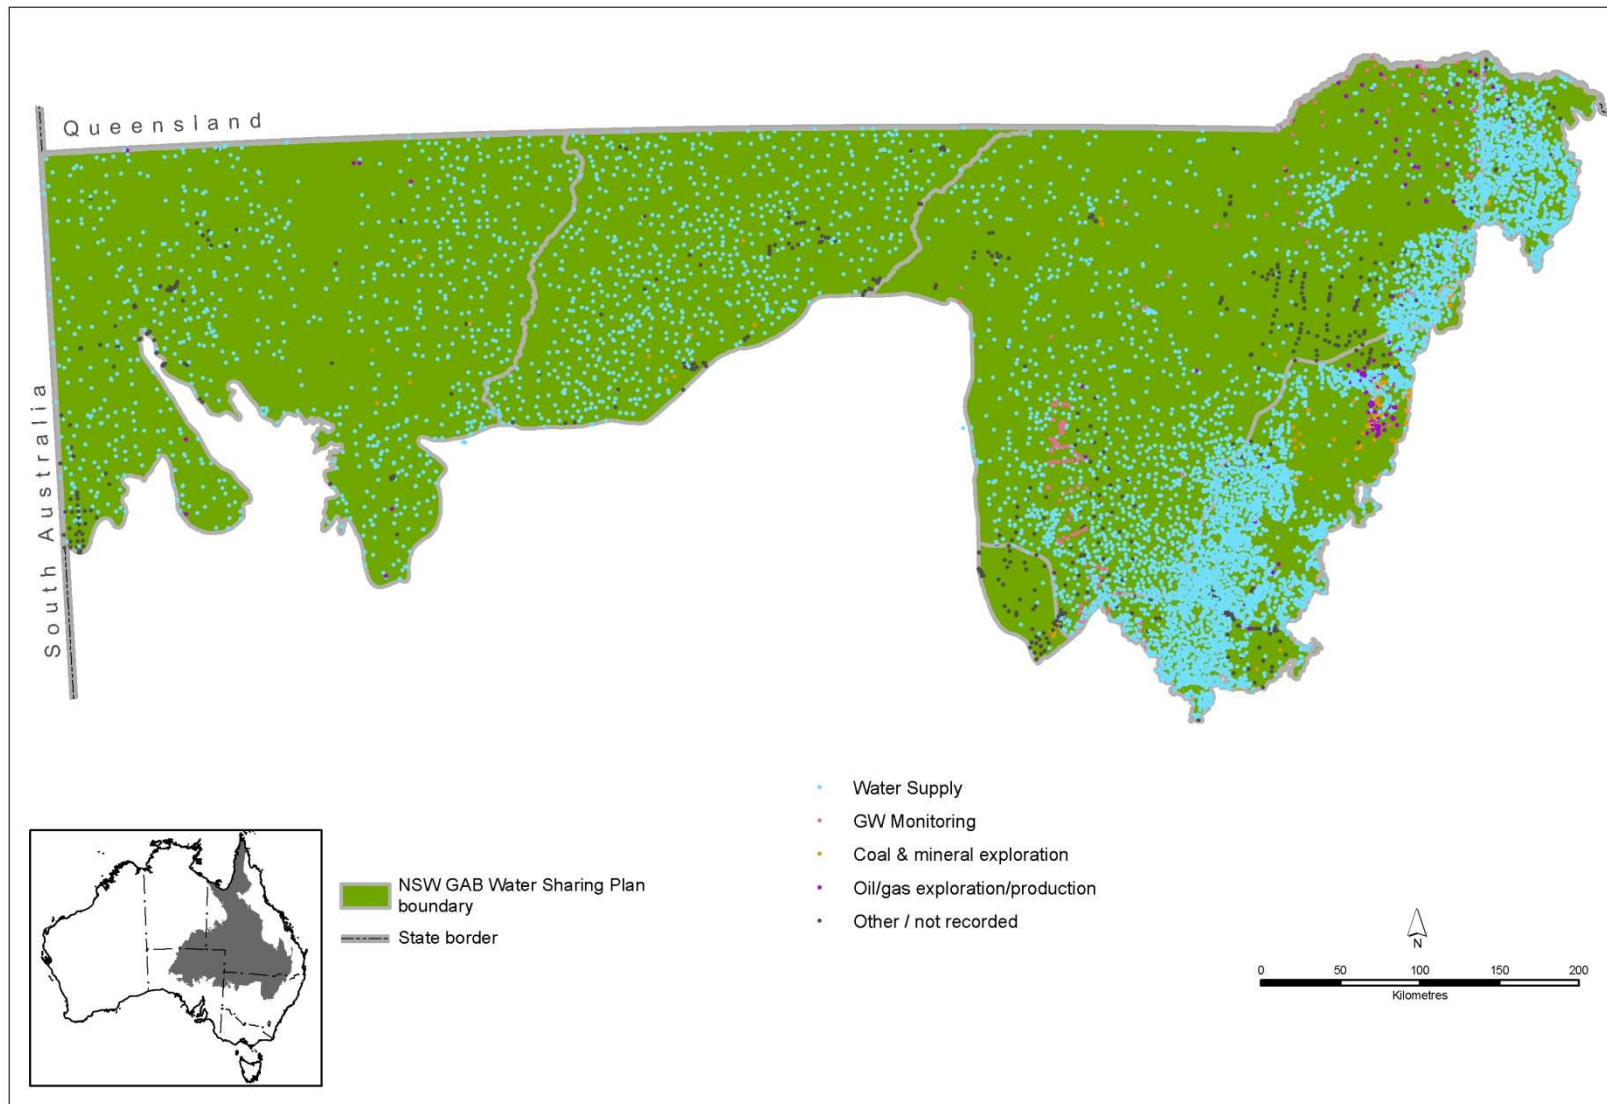 Queensland
South Australia
Water Supply
GW Monitoring
Coal & mineral exploration
Oil/gas exploration/production
Other / not recorded
NSW GAB Water Sharing Plan
boundary
State border
N
0 50 100 150 200
Kilometres